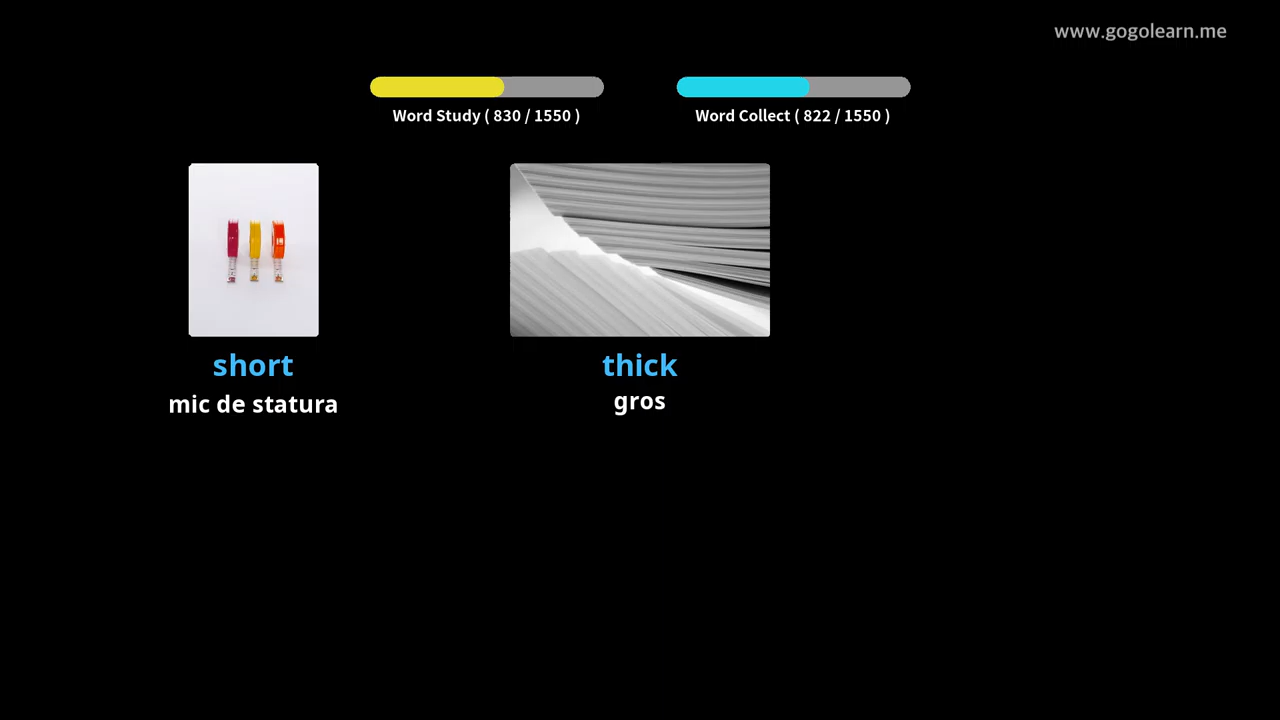 www.gogolearn.me
Word Study ( 830 / 1550 )
Word Collect ( 822 / 1550 )
short
mic de statura
thick
gros